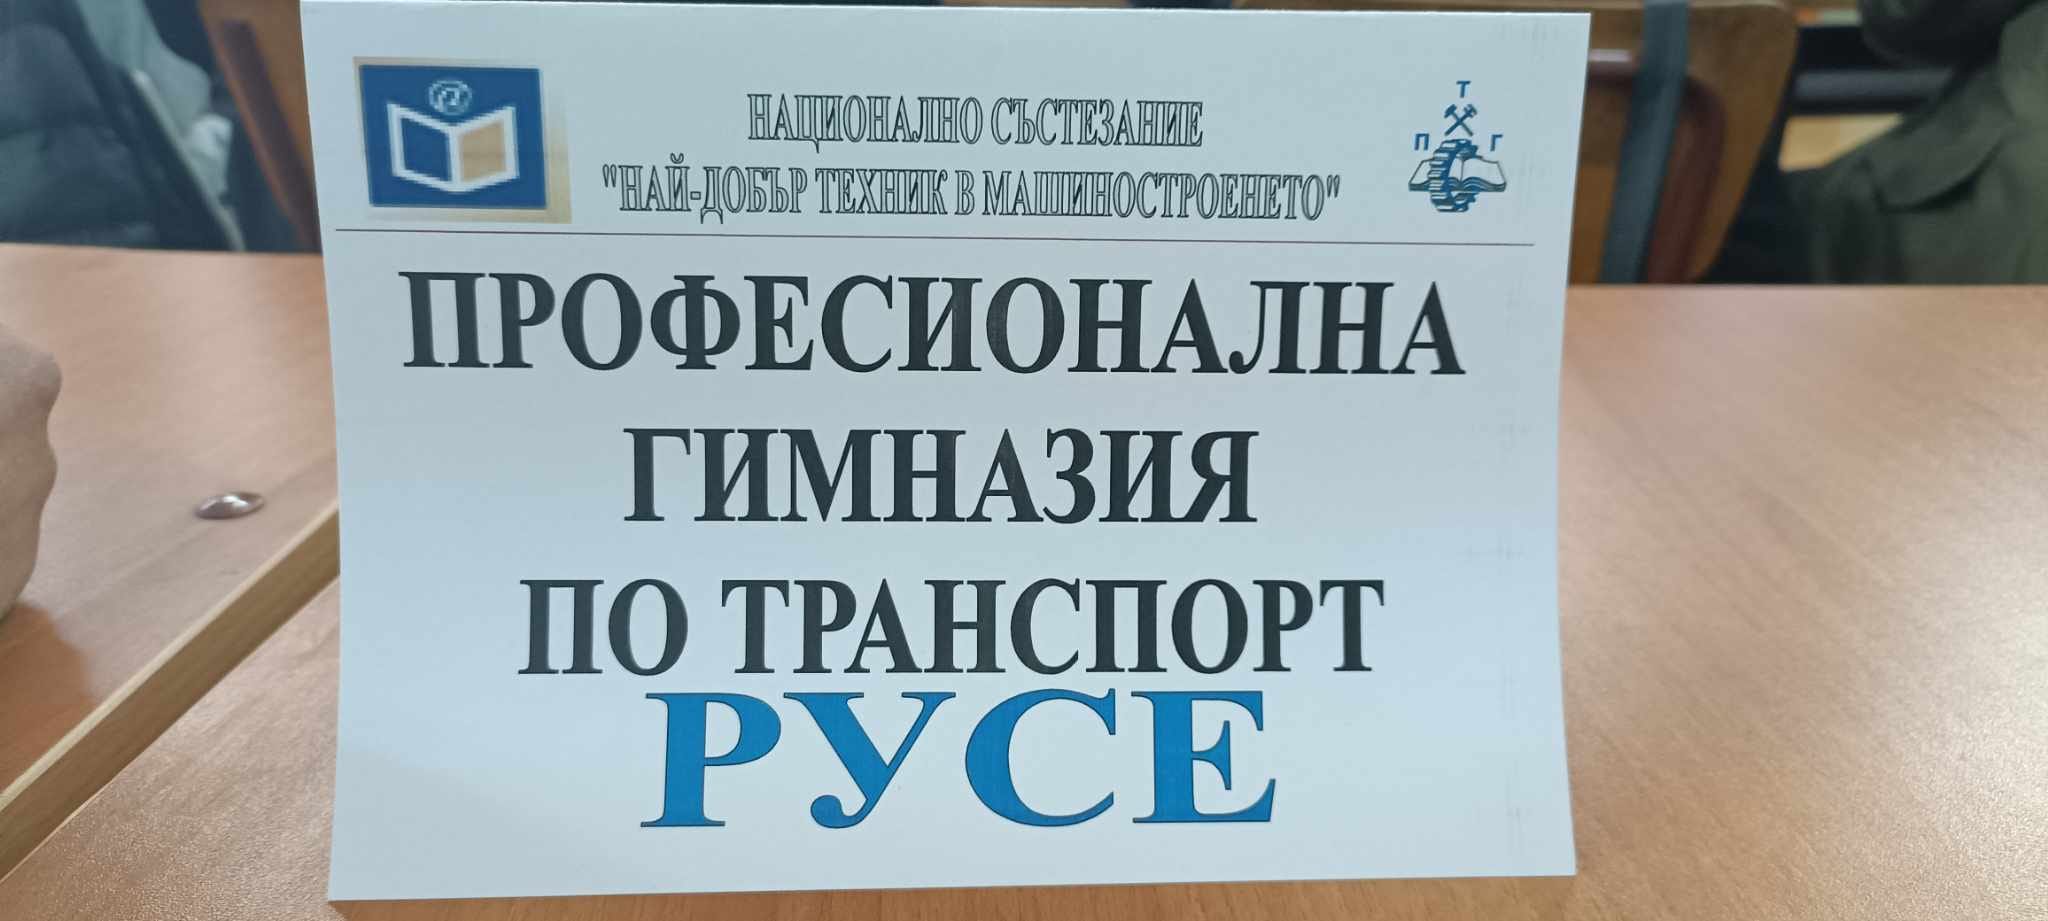 @
НАЦИОНАЛНО СЪСТЕЗАНИЕ
"НАЙ-ДОБЪР ТЕХНИК В МАШИНОСТРОЕНЕТО"
Т
П Г
ПРОФЕСИОНАЛНА
ГИМНАЗИЯ
ПО ТРАНСПОРТ
РУСЕ